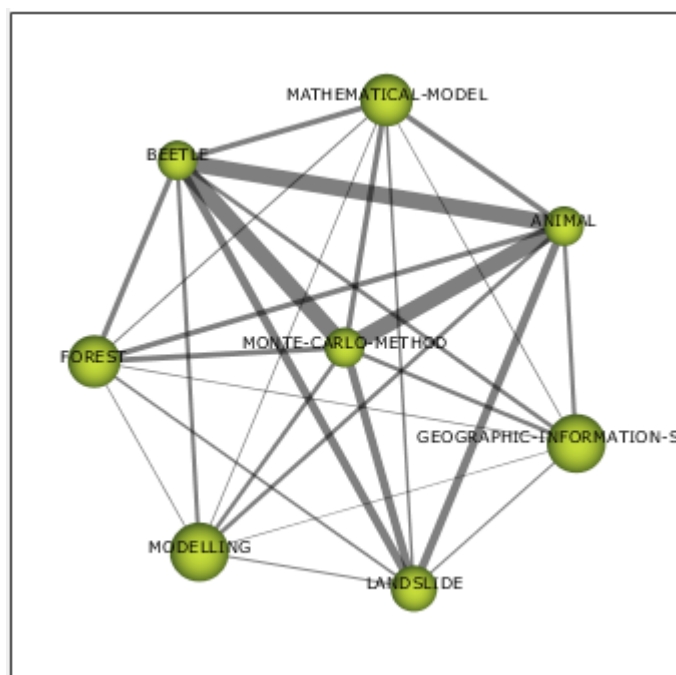 MATHEMATICAL-MODEL
BEETLE
ANIMAL
MONTE-CARLO-METHOD
FOREST
GEOGRAPHIC-INFORMATION-S
MODELLING
LANDSLIDE